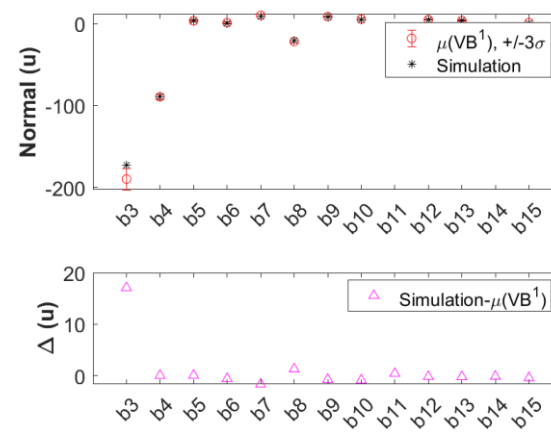 Normal (u)
0
-100
-200
μ(VB¹), +/-3σ
Simulation
b3 b4 b5 b6 b7 b8 b9 b10 b11 b12 b13 b14 b15
Δ (u)
20
10
0
Simulation-μ(VB¹)
b3 b4 b5 b6 b7 b8 b9 b10 b11 b12 b13 b14 b15